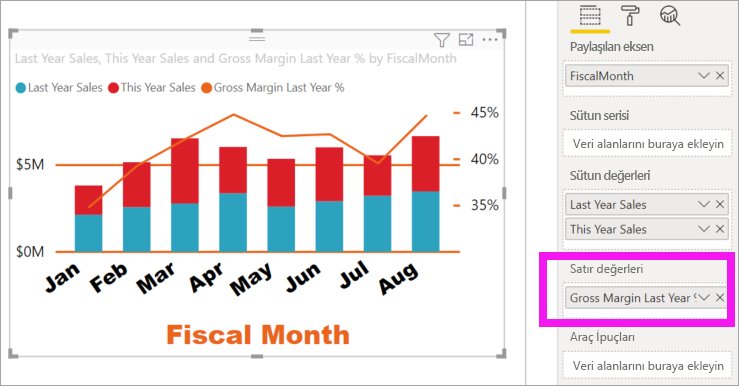 Last Year Sales, This Year Sales and Gross Margin Last Year % by FiscalMonth
Last Year Sales This Year Sales Gross Margin Last Year %
45%
$5M
40%
35%
$0M
Jan Feb Mar Apr May Jun Jul Aug
Fiscal Month
Paylaşılan eksen
FiscalMonth
Sütun serisi
Veri alanlarını buraya ekleyin
Sütun değerleri
Last Year Sales
This Year Sales
Satır değerleri
Gross Margin Last Year %
Araç İpuçları
Veri alanlarını buraya ekleyin